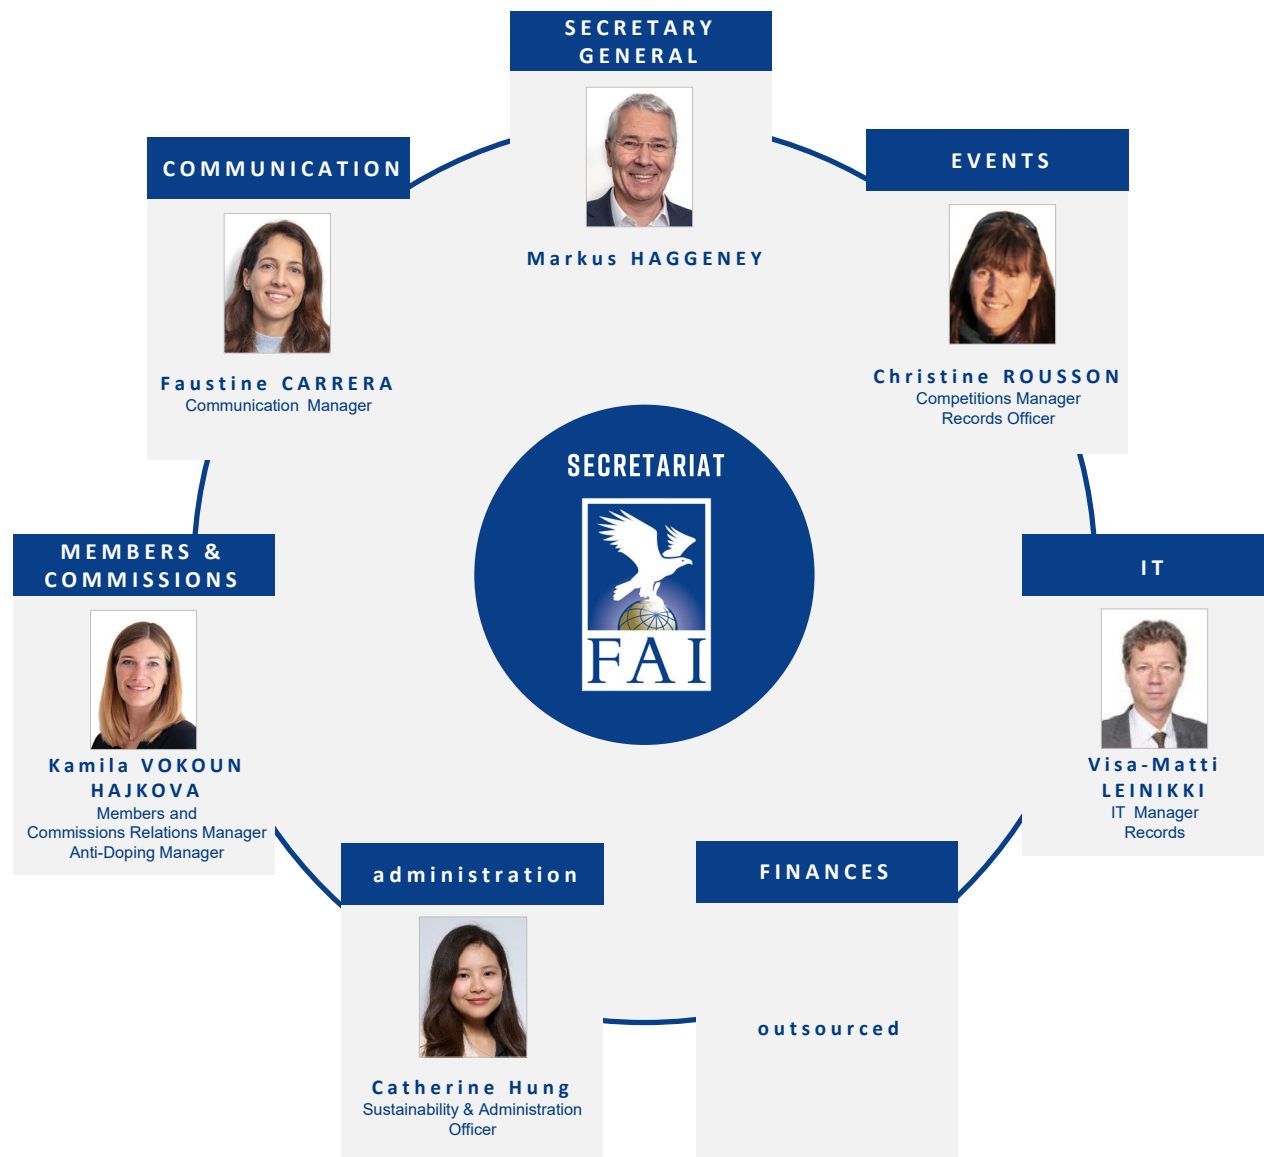 SECRETARY
GENERAL
Markus HAGGENEY
COMMUNICATION
Faustine CARRERA
Communication Manager
EVENTS
Christine ROUSSON
Competitions Manager
Records Officer
SECRETARIAT
FAI
MEMBERS &
COMMISSIONS
Kamila VOKOUN
HAJKOVA
Members and
Commissions Relations Manager
Anti-Doping Manager
IT
Visa-Matti
LEINIKKI
IT Manager
Records
administration
Catherine Hung
Sustainability & Administration
Officer
FINANCES
outsourced